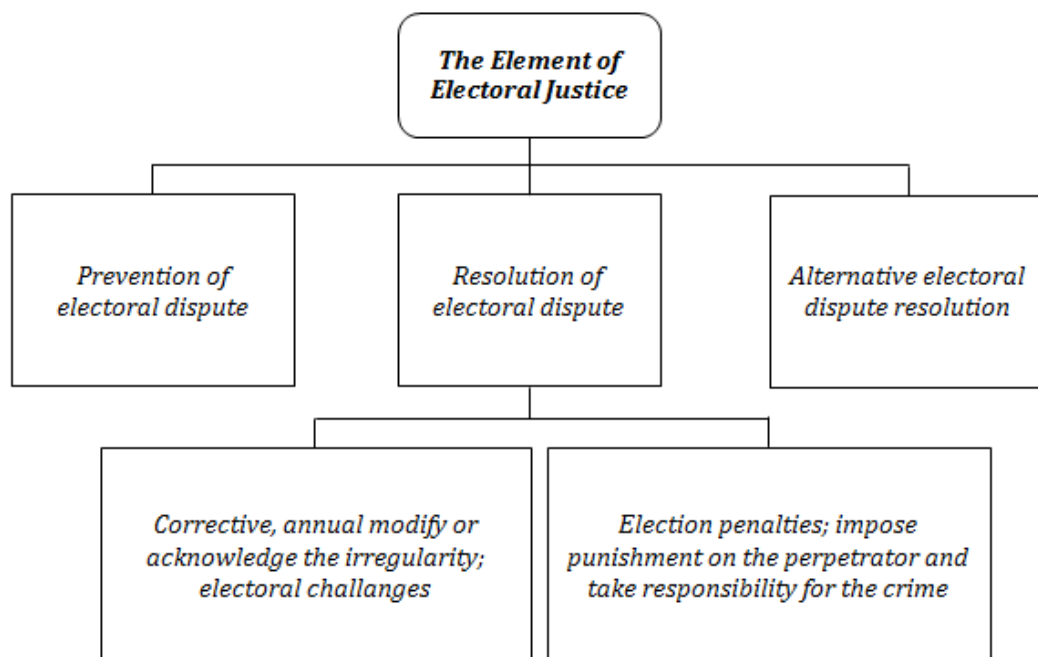 The Element of
Electoral Justice
Prevention of
electoral dispute
Resolution of
electoral dispute
Alternative electoral
dispute resolution
Corrective, annual modify or
acknowledge the irregularity;
electoral challanges
Election penalties; impose
punishment on the perpetrator and
take responsibility for the crime